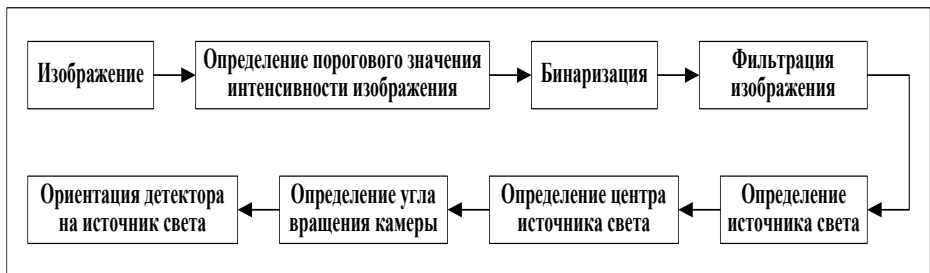 Изображение
Определение порогового значения
интенсивности изображения
Бинаризация
Фильтрация
изображения
Определение
источника света
Определение центра
источника света
Определение угла
вращения камеры
Ориентация детектора
на источник света